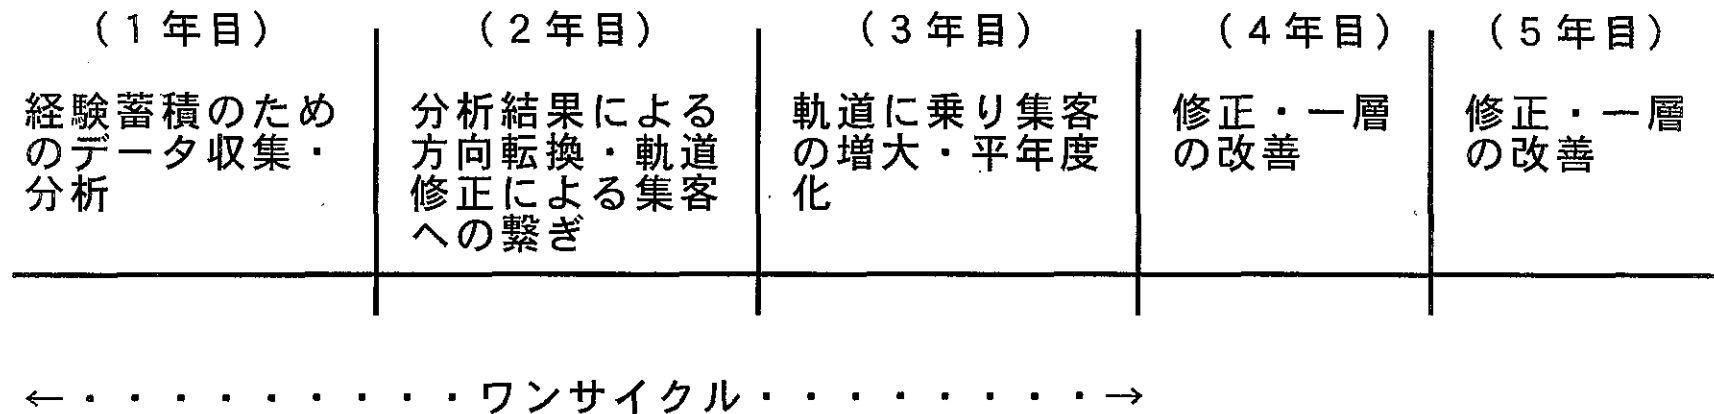 (1年目)
経験蓄積のため
のデータ収集・
分析
(2年目)
分析結果による
方向転換・軌道
修正による集客
への繋ぎ
(3年目)
軌道に乗り集客
の増大・平年度
化
(4年目)
修正・一層
の改善
(5年目)
修正・一層
の改善
←・・・・・・・・・・ワンサイクル・・・・・・・・→